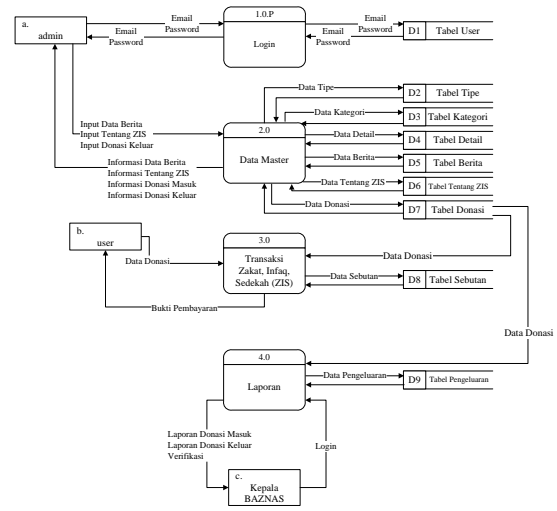 a.
admin
Email
Password
Email
Password
1.0.P
Login
Email
Password
Email
Password
D1 Tabel User
Input Data Berita
Input Tentang ZIS
Input Donasi Keluar
Informasi Data Berita
Informasi Tentang ZIS
Informasi Donasi Masuk
Informasi Donasi Keluar
2.0
Data Master
Data Tipe
D2 Tabel Tipe
Data Kategori
D3 Tabel Kategori
Data Detail
D4 Tabel Detail
Data Berita
D5 Tabel Berita
Data Tentang ZIS
D6 Tabel Tentang ZIS
Data Donasi
D7 Tabel Donasi
b.
user
Data Donasi
Bukti Pembayaran
3.0
Transaksi
Zakat, Infaq,
Sedekah (ZIS)
Data Donasi
Data Sebutan
D8 Tabel Sebutan
Data Donasi
4.0
Laporan
Data Pengeluaran
D9 Tabel Pengeluaran
Laporan Donasi Masuk
Laporan Donasi Keluar
Verifikasi
Login
c.
Kepala
BAZNAS